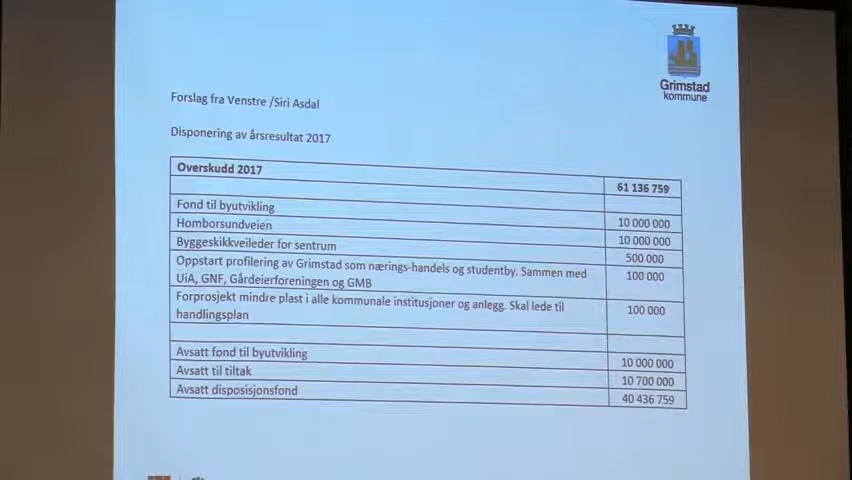 Grimstad
kommune
Forslag fra Venstre /Siri Asdal
Disponering av årsresultat 2017
Overskudd 2017 61 136 759
Fond til byutvikling 10 000 000
Homborsundveien 10 000 000
Byggeskikkveileder for sentrum 500 000
Oppstart profilering av Grimstad som nærings-handels og studentby. Sammen med 100 000
UiA, GNF, Gårdeierforeningen og GMB
Forprosjekt mindre plast i alle kommunale institusjoner og anlegg. Skal lede til 100 000
handlingsplan
Avsatt fond til byutvikling 10 000 000
Avsatt til tiltak 10 700 000
Avsatt disposisjonsfond 40 436 759